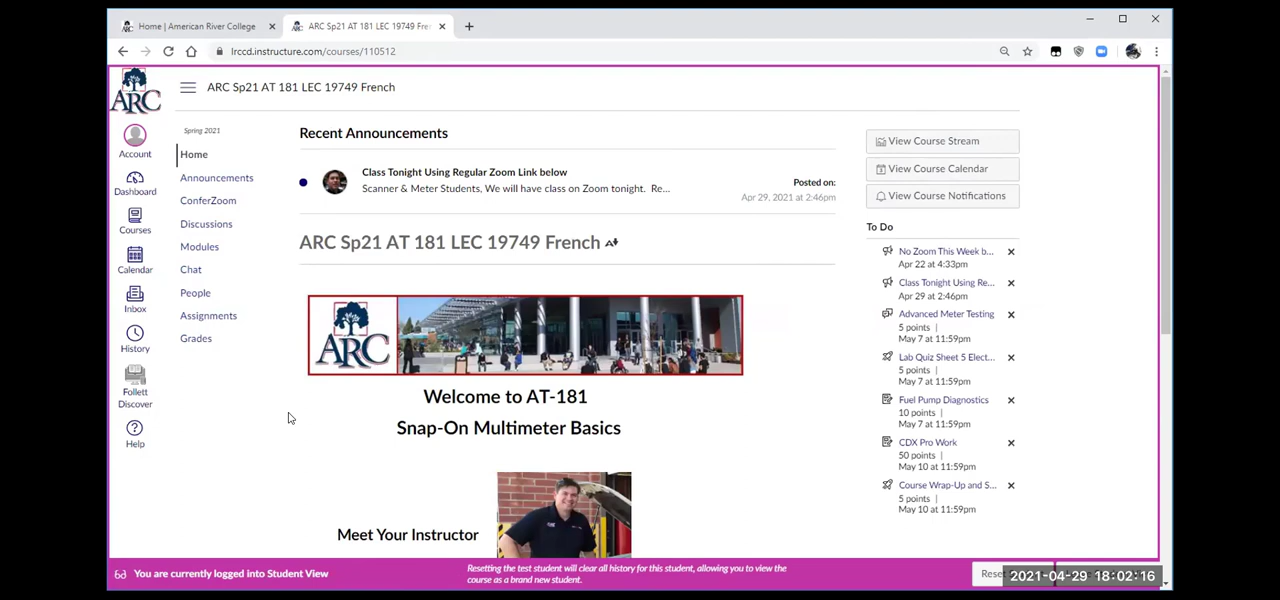 Home | American River College
ARC Sp21 AT 181 LEC 19749 Fren
lrccd.instructure.com/courses/110512
ARC
ARC Sp21 AT 181 LEC 19749 French
Account
Dashboard
Courses
Calendar
Inbox
History
Follett
Discover
Help
Spring 2021
Home
Announcements
ConferZoom
Discussions
Modules
Chat
People
Assignments
Grades
Recent Announcements
Class Tonight Using Regular Zoom Link below
Scanner & Meter Students, We will have class on Zoom tonight. Re...
Posted on:
Apr 29, 2021 at 2:46pm
ARC Sp21 AT 181 LEC 19749 French
ARC
Welcome to AT-181
Snap-On Multimeter Basics
Meet Your Instructor
View Course Stream
View Course Calendar
View Course Notifications
To Do
No Zoom This Week b...
Apr 22 at 4:33pm
Class Tonight Using Re...
Apr 29 at 2:46pm
Advanced Meter Testing
5 points |
May 7 at 11:59pm
Lab Quiz Sheet 5 Elect...
5 points |
May 7 at 11:59pm
Fuel Pump Diagnostics
10 points |
May 7 at 11:59pm
CDX Pro Work
50 points |
May 10 at 11:59pm
Course Wrap-Up and S...
5 points |
May 10 at 11:59pm
You are currently logged into Student View
Resetting the test student will clear all history for this student, allowing you to view the
course as a brand new student.
Reset
2021-04-29 18:02:16